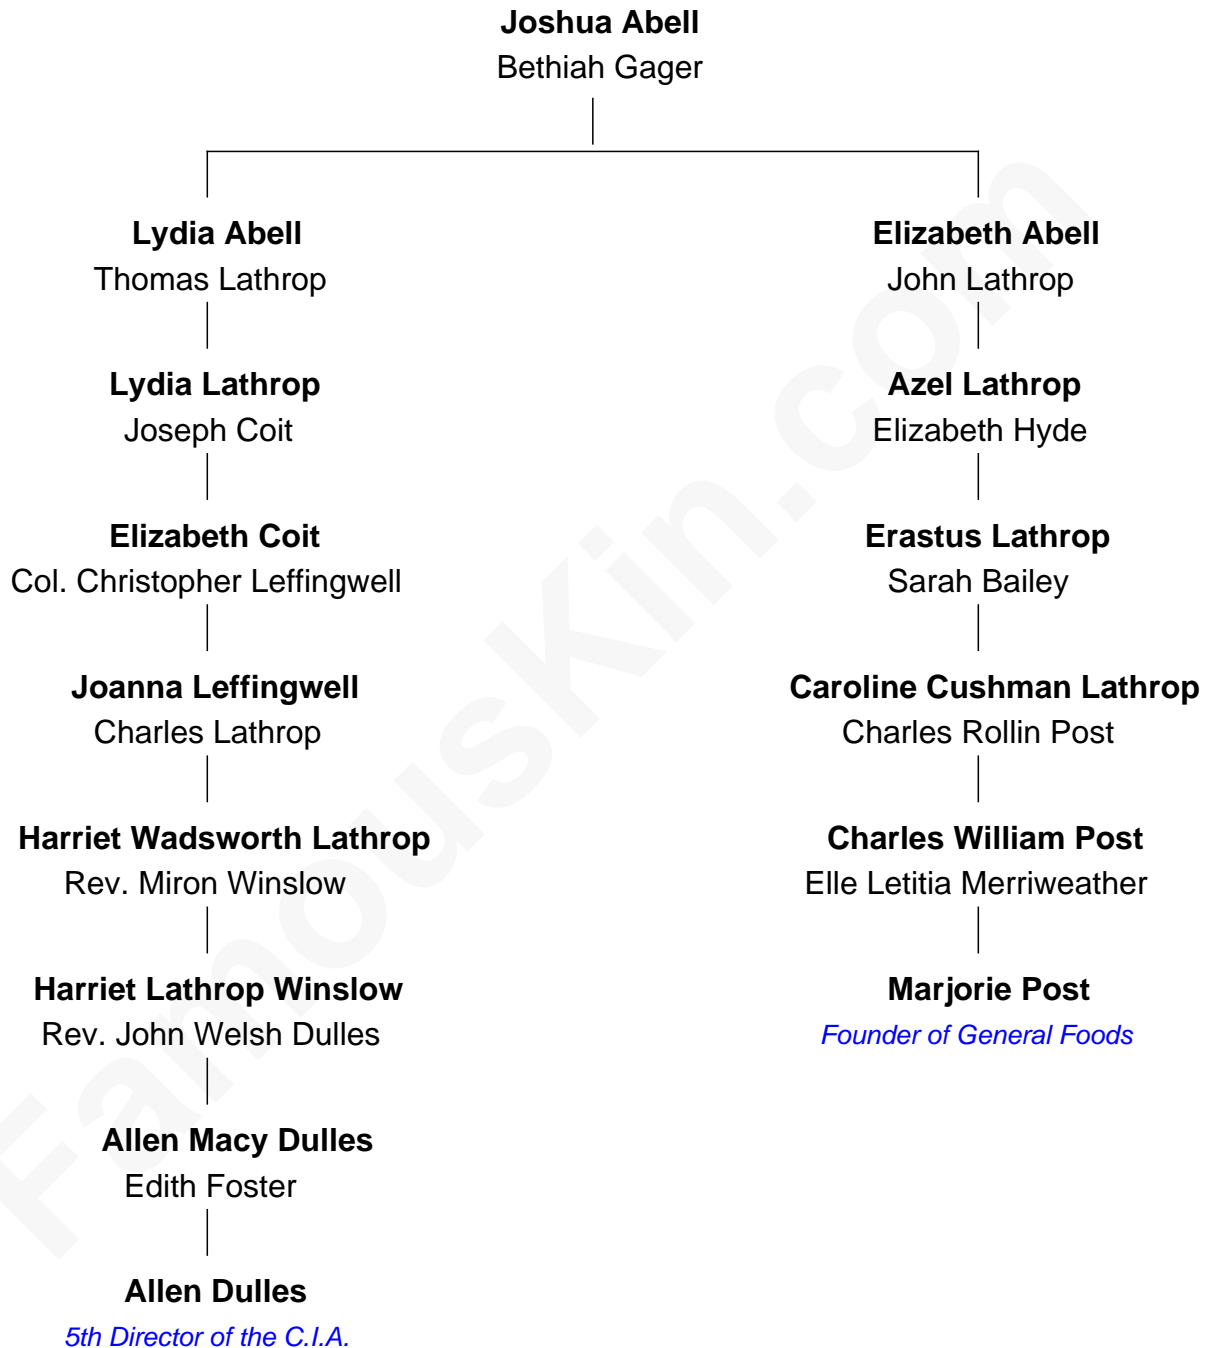 Joshua Abell
Bethiah Gager
Lydia Abell
Thomas Lathrop
Elizabeth Abell
John Lathrop
Lydia Lathrop
Joseph Coit
Azel Lathrop
Elizabeth Hyde
Elizabeth Coit
Col. Christopher Leffingwell
Erastus Lathrop
Sarah Bailey
Joanna Leffingwell
Charles Lathrop
Caroline Cushman Lathrop
Charles Rollin Post
Harriet Wadsworth Lathrop
Rev. Miron Winslow
Charles William Post
Elle Letitia Merriweather
Harriet Lathrop Winslow
Rev. John Welsh Dulles
Marjorie Post
Founder of General Foods
Allen Macy Dulles
Edith Foster
Allen Dulles
5th Director of the C.I.A.
FamousKin.com